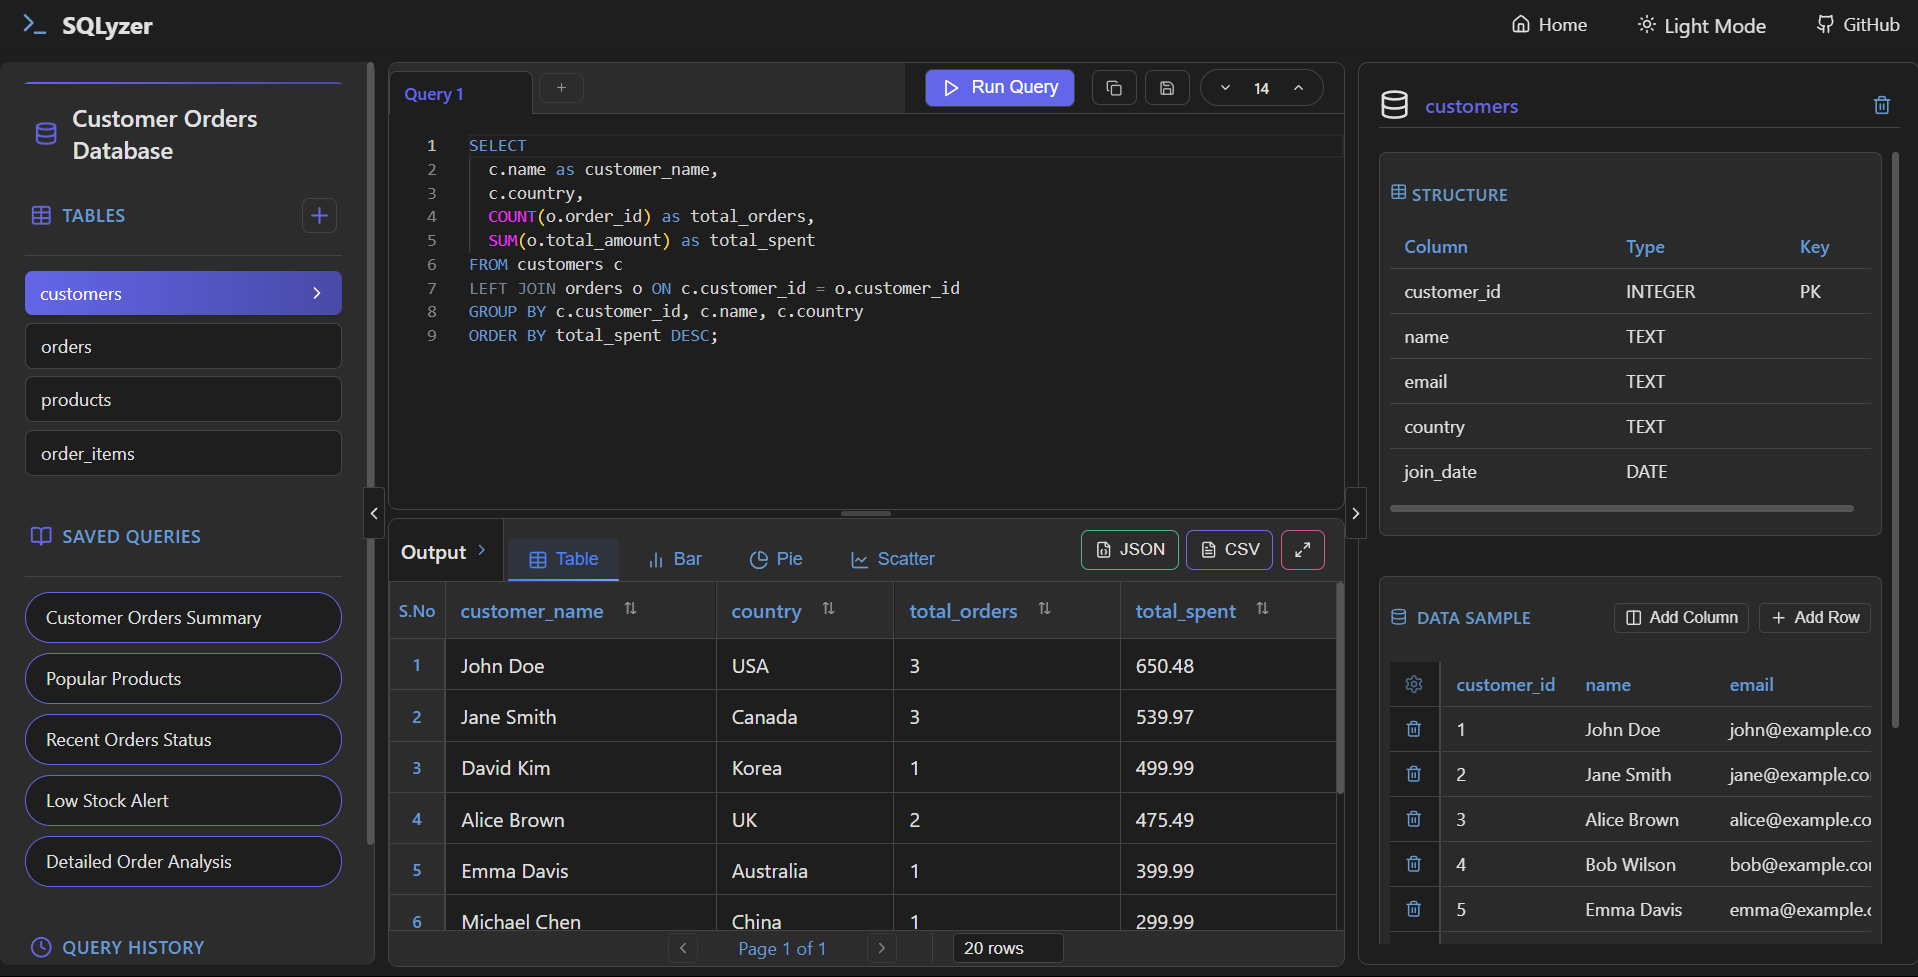 SQLyzer
Home
Light Mode
GitHub
Customer Orders
Database
TABLES
customers
orders
products
order_items
SAVED QUERIES
Customer Orders Summary
Popular Products
Recent Orders Status
Low Stock Alert
Detailed Order Analysis
QUERY HISTORY
Query 1
+
Run Query
14
1 SELECT
2 c.name as customer_name,
3 c.country,
4 COUNT(o.order_id) as total_orders,
5 SUM(o.total_amount) as total_spent
6 FROM customers c
7 LEFT JOIN orders o ON c.customer_id = o.customer_id
8 GROUP BY c.customer_id, c.name, c.country
9 ORDER BY total_spent DESC;
Output
Table
Bar
Pie
Scatter
JSON
CSV
S.No customer_name country total_orders total_spent
1 John Doe USA 3 650.48
2 Jane Smith Canada 3 539.97
3 David Kim Korea 1 499.99
4 Alice Brown UK 2 475.49
5 Emma Davis Australia 1 399.99
6 Michael Chen China 1 299.99
Page 1 of 1
20 rows
customers
STRUCTURE
Column Type Key
customer_id INTEGER PK
name TEXT
email TEXT
country TEXT
join_date DATE
DATA SAMPLE
Add Column
Add Row
customer_id name email
1 John Doe john@example.co
2 Jane Smith jane@example.co
3 Alice Brown alice@example.co
4 Bob Wilson bob@example.co
5 Emma Davis emma@example.